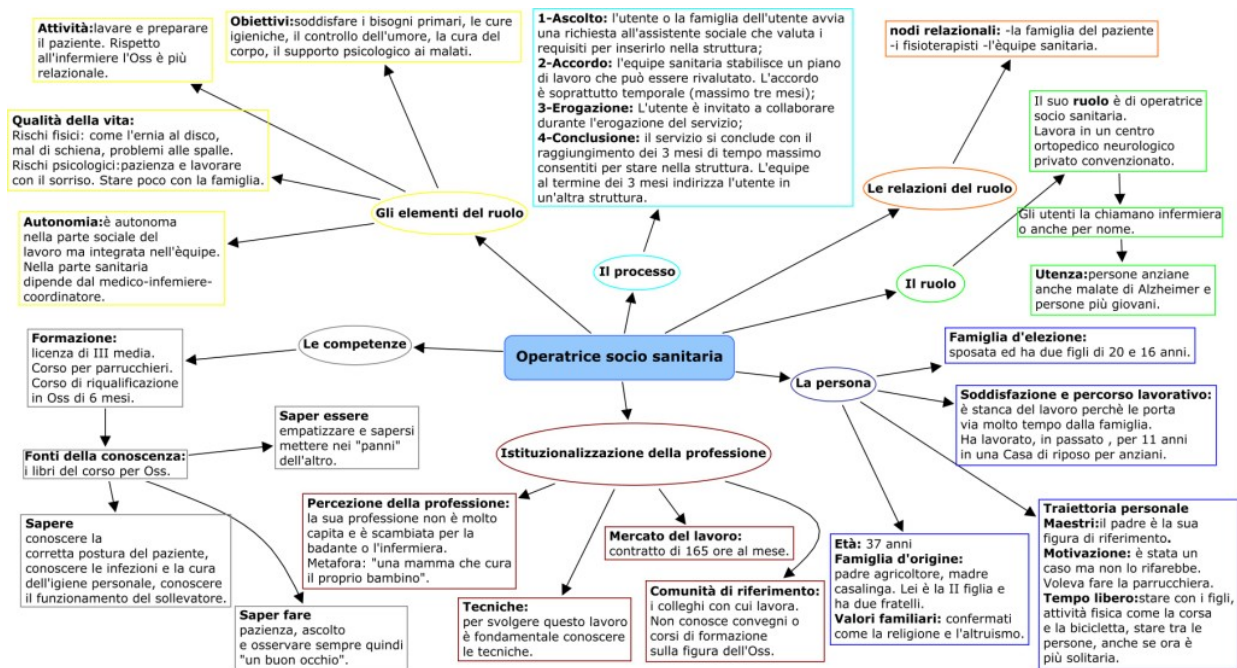 Attività:lavare e preparare
il paziente. Rispetto
all'infermiere l'Oss è più
relazionale.
Obiettivi:soddisfare i bisogni primari, le cure
igieniche, il controllo dell'umore, la cura del
corpo, il supporto psicologico ai malati.
1-Ascolto: l'utente o la famiglia dell'utente avvia
una richiesta all'assistente sociale che valuta i
requisiti per inserirlo nella struttura;
2-Accordo: l'equipe sanitaria stabilisce un piano
di lavoro che può essere rivalutato. L'accordo
è soprattutto temporale (massimo tre mesi);
3-Erogazione: L'utente è invitato a collaborare
durante l'erogazione del servizio;
4-Conclusione: il servizio si conclude con il
raggiungimento dei 3 mesi di tempo massimo
consentiti per stare nella struttura. L'equipe
al termine dei 3 mesi indirizza l'utente in
un'altra struttura.
nodi relazionali: -la famiglia del paziente
-i fisioterapisti -l'èquipe sanitaria.
Il suo ruolo è di operatrice
socio sanitaria.
Lavora in un centro
ortopedico neurologico
privato convenzionato.
Qualità della vita:
Rischi fisici: come l'ernia al disco,
mal di schiena, problemi alle spalle.
Rischi psicologici:pazienza e lavorare
con il sorriso. Stare poco con la famiglia.
Gli elementi del ruolo
Le relazioni del ruolo
Autonomia:è autonoma
nella parte sociale del
lavoro ma integrata nell'èquipe.
Nella parte sanitaria
dipende dal medico-infemiere-
coordinatore.
Il processo
Il ruolo
Gli utenti la chiamano infermiera
o anche per nome.
Utenza:persone anziane
anche malate di Alzheimer e
persone più giovani.
Formazione:
licenza di III media.
Corso per parrucchieri.
Corso di riqualificazione
in Oss di 6 mesi.
Le competenze
Operatrice socio sanitaria
La persona
Famiglia d'elezione:
sposata ed ha due figli di 20 e 16 anni.
Soddisfazione e percorso lavorativo:
è stanca del lavoro perchè le porta
via molto tempo dalla famiglia.
Ha lavorato, in passato , per 11 anni
in una Casa di riposo per anziani.
Saper essere
empatizzare e sapersi
mettere nei "panni"
dell'altro.
Fonti della conoscenza:
i libri del corso per Oss.
Istituzionalizzazione della professione
Percezione della professione:
la sua professione non è molto
capita e è scambiata per la
badante o l'infermiera.
Metafora: "una mamma che cura
il proprio bambino".
Mercato del lavoro:
contratto di 165 ore al mese.
Sapere
conoscere la
corretta postura del paziente,
conoscere le infezioni e la cura
dell'igiene personale, conoscere
il funzionamento del sollevatore.
Saper fare
pazienza, ascolto
e osservare sempre quindi
"un buon occhio".
Tecniche:
per svolgere questo lavoro
è fondamentale conoscere
le tecniche.
Comunità di riferimento:
i colleghi con cui lavora.
Non conosce convegni o
corsi di formazione
sulla figura dell'Oss.
Età: 37 anni
Famiglia d'origine:
padre agricoltore, madre
casalinga. Lei è la II figlia e
ha due fratelli.
Valori familiari: confermati
come la religione e l'altruismo.
Traiettoria personale
Maestri:il padre è la sua
figura di riferimento.
Motivazione: è stata un
caso ma non lo rifarebbe.
Voleva fare la parrucchiera.
Tempo libero:stare con i figli,
attività fisica come la corsa
e la bicicletta, stare tra le
persone, anche se ora è
più solitaria.